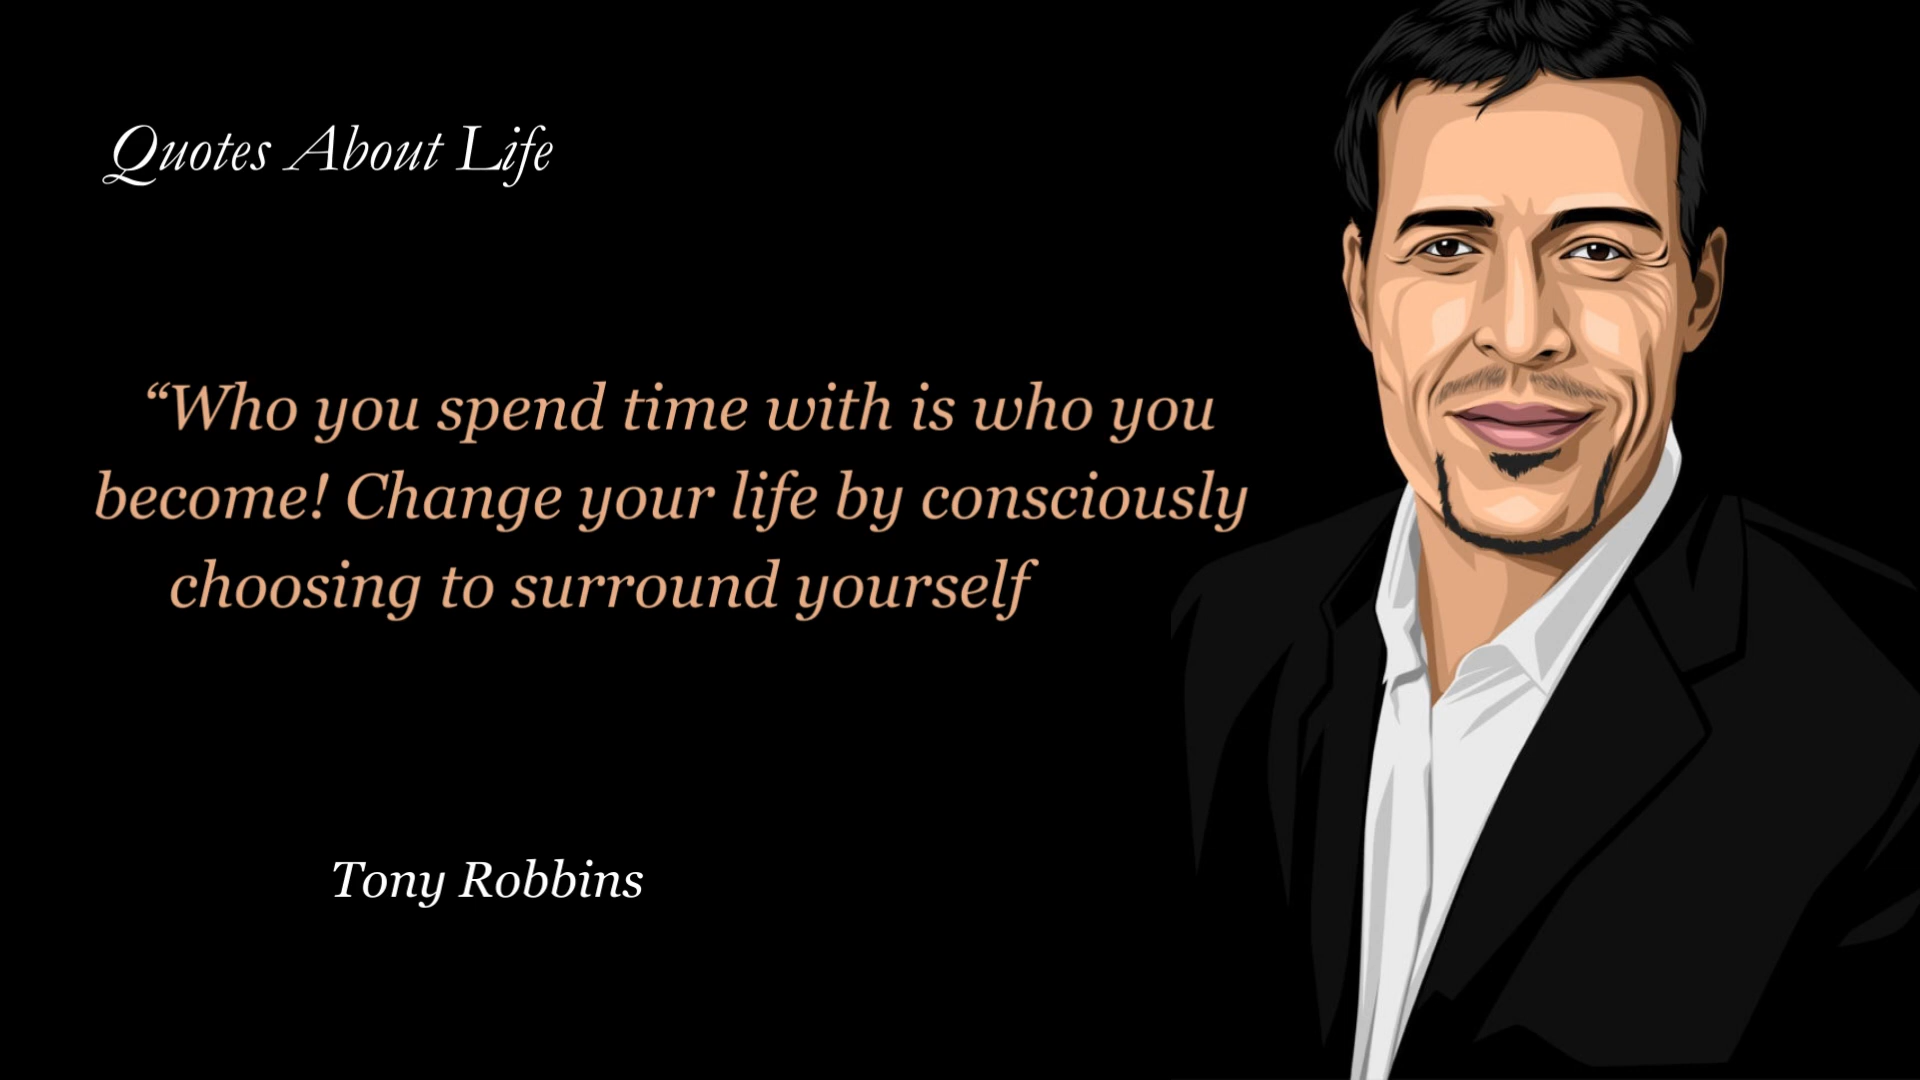 Quotes About Life
“Who you spend time with is who you
become! Change your life by consciously
choosing to surround yourself
Tony Robbins